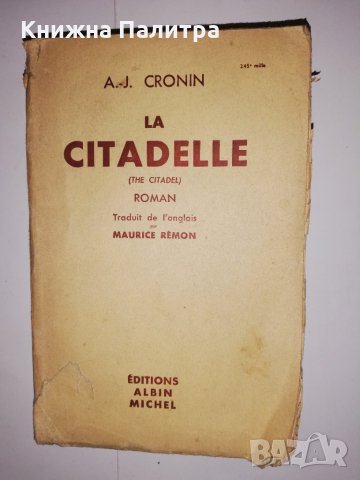 Книжна Палитра
A.-J. CRONIN
245e mille
LA
CITADELLE
(THE CITADEL)
ROMAN
Traduit de l'anglais
par
MAURICE RÉMON
ÉDITIONS
ALBIN
MICHEL
BAZAR